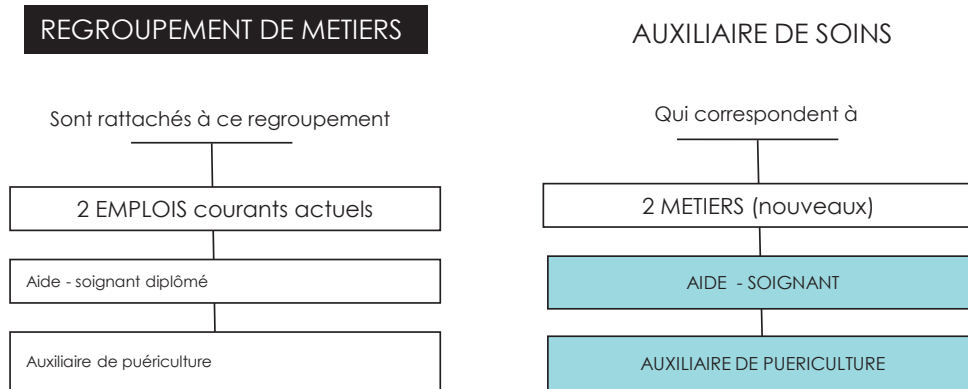 REGROUPEMENT DE METIERS
AUXILIAIRE DE SOINS
Sont rattachés à ce regroupement
2 EMPLOIS courants actuels
Aide - soignant diplômé
Auxiliaire de puériculture
Qui correspondent à
2 METIERS (nouveaux)
AIDE - SOIGNANT
AUXILIAIRE DE PUERICULTURE